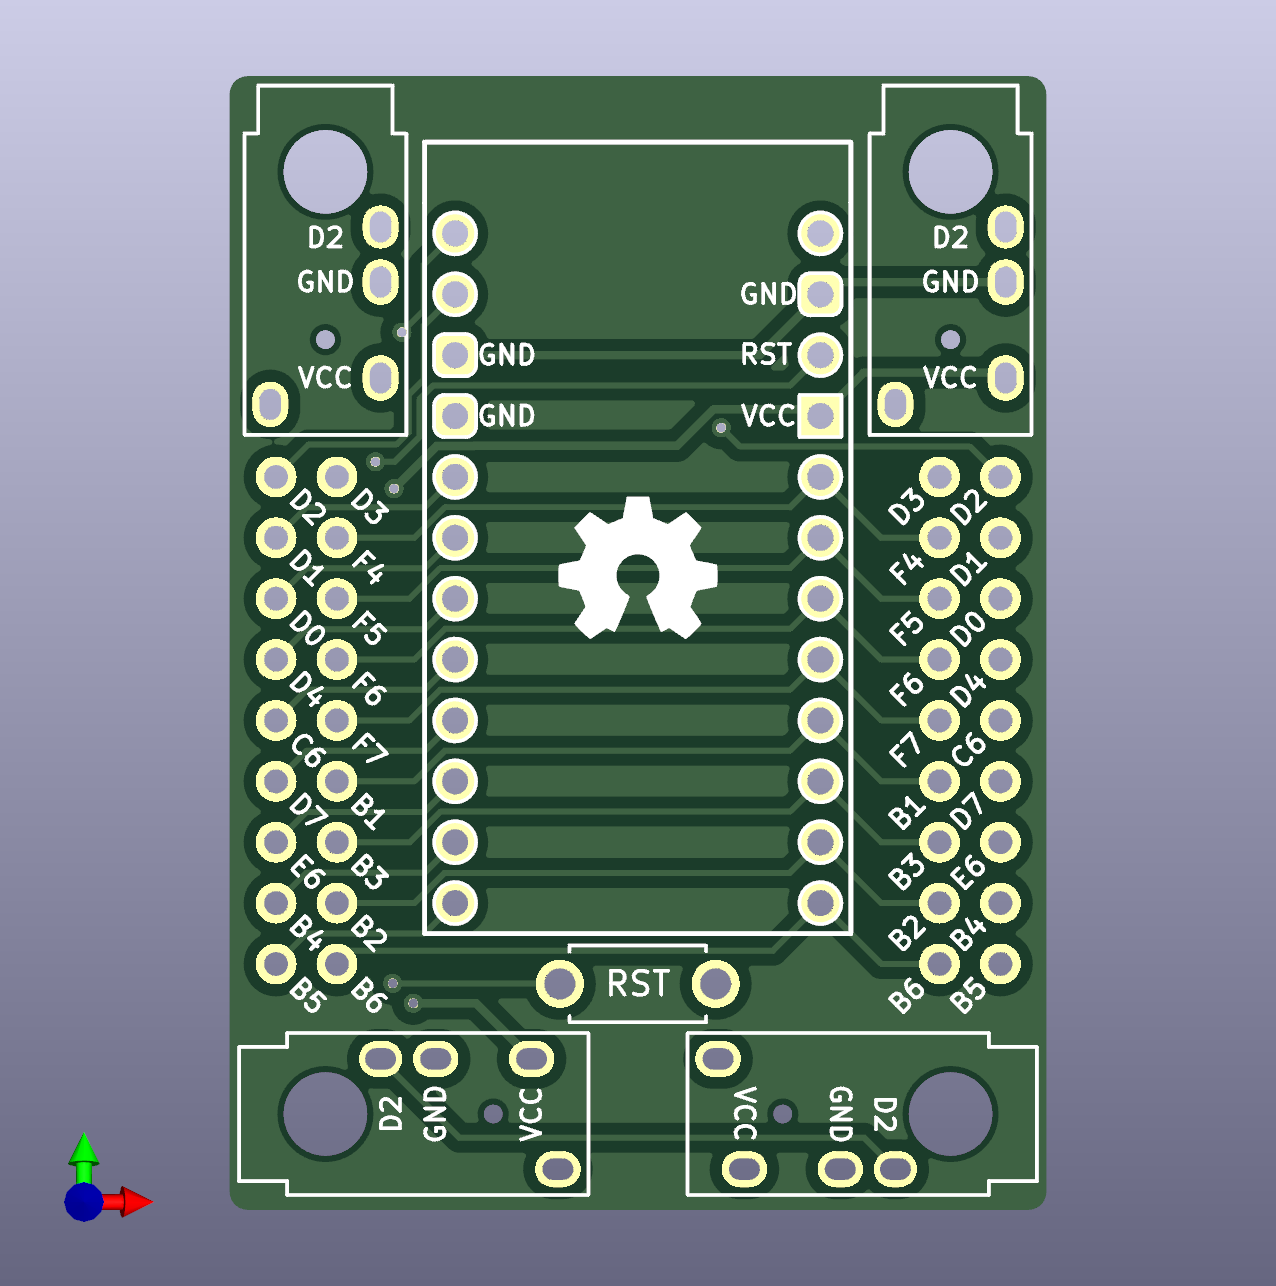 D2
D2
GND
GND
GND
GND
RST
VCC
VCC
GND
VCC
D2
D3
D3
D2
D1
F4
F4
D1
D0
F5
F5
D0
D4
F6
F6
D4
C6
F7
F7
C6
D7
B1
B1
D7
E6
B3
B3
E6
B4
B2
B2
B4
B5
B6
RST
B6
B5
D2
GND
VCC
VCC
GND
D2